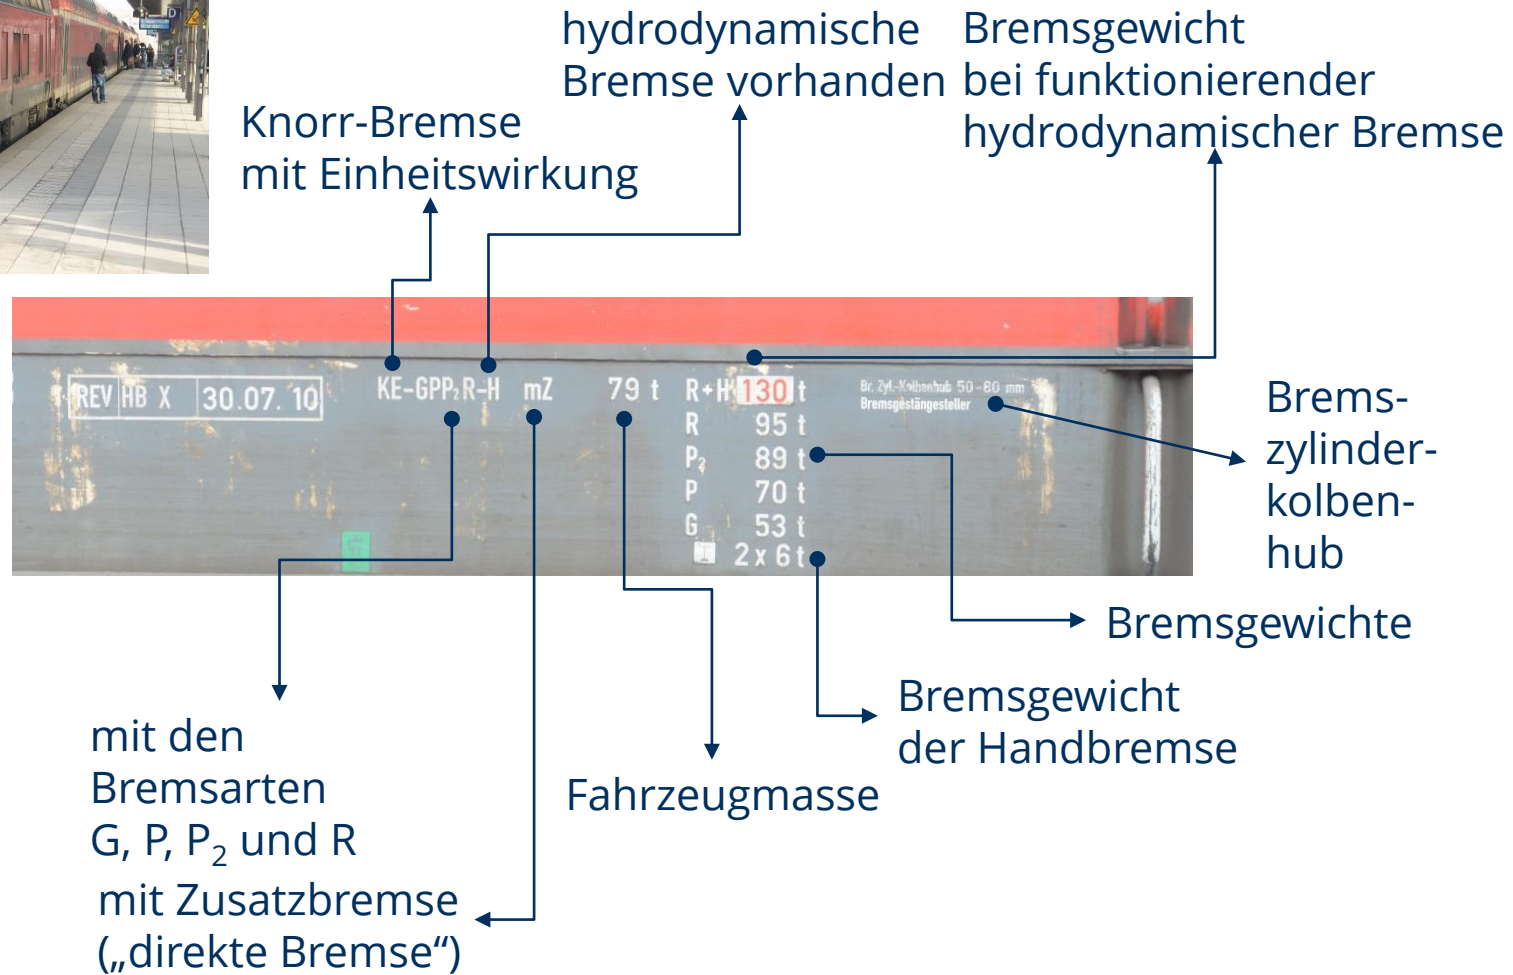 D
hydrodynamische
Bremse vorhanden
Bremsgewicht
bei funktionierender
hydrodynamischer Bremse
Knorr-Bremse
mit Einheitswirkung
REV HB X 30.07.10
KE-GPP₂R-H mZ 79 t
R+H 130 t
R 95 t
P₂ 89 t
P 70 t
G 53 t
2 x 6 t
Br. Zyl.-Kolbenhub 50-80 mm
Bremsgestängesteller
Brems-
zylinder-
kolben-
hub
Bremsgewichte
Bremsgewicht
der Handbremse
Fahrzeugmasse
mit den
Bremsarten
G, P, P₂ und R
mit Zusatzbremse
(„direkte Bremse“)